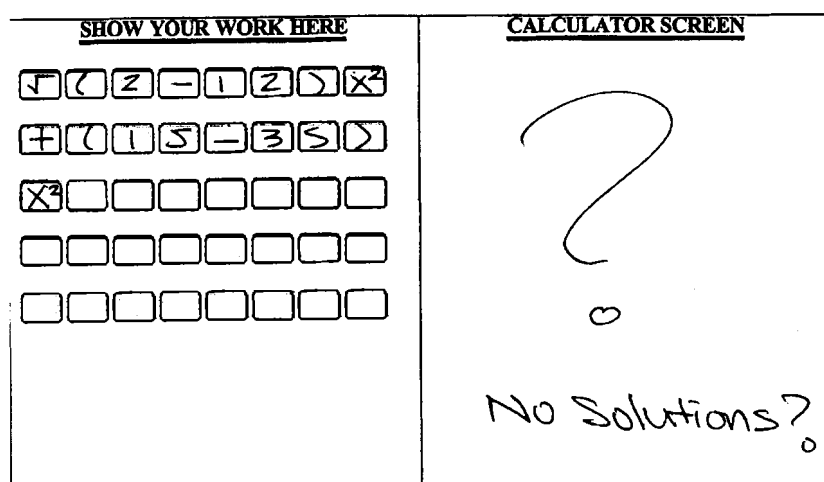 SHOW YOUR WORK HERE
√ ( 2 - 1 2 ) x²
+ ( 1 5 - 3 5 )
x²
CALCULATOR SCREEN
?
No Solutions?